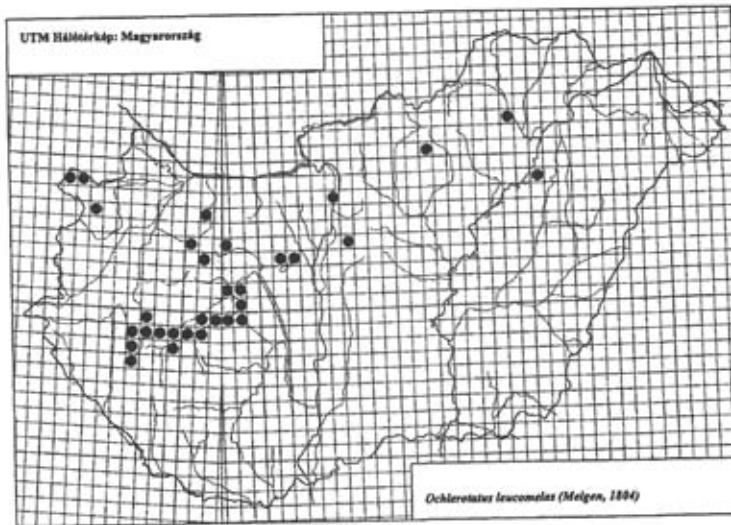 UTM Hálótérkép: Magyarország
Ochlerotatus leucomelas (Meigen, 1804)